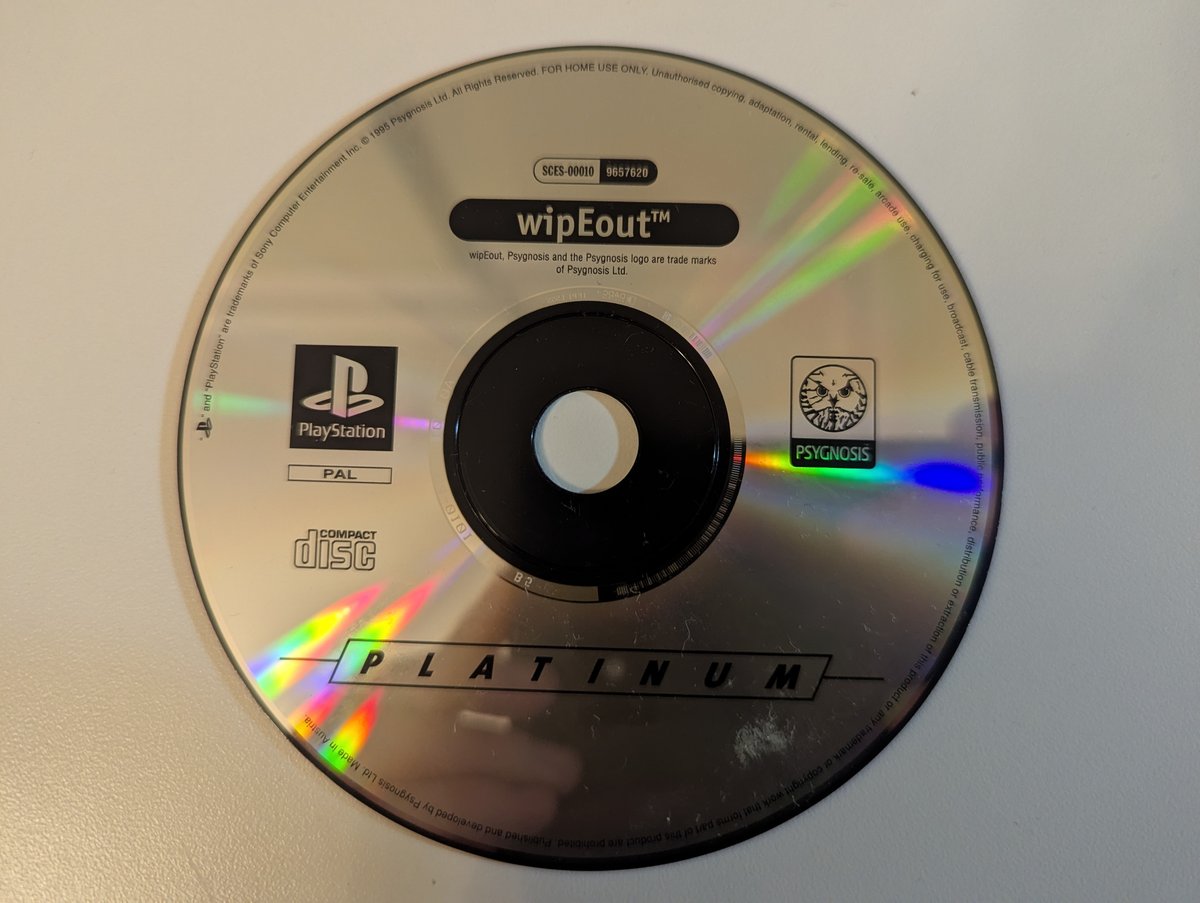 SCES-00010 9657620
wipEout™
wipEout, Psygnosis and the Psygnosis logo are trade marks
of Psygnosis Ltd.
PlayStation
PAL
COMPACT
disc
PSYGNOSIS
PLATINUM
and "PlayStation" are trademarks of Sony Computer Entertainment Inc. © 1995 Psygnosis Ltd. All Rights Reserved. FOR HOME USE ONLY. Unauthorised copying, adaptation, rental, lending, re-sale, arcade use, charging for use, broadcast, cable transmission, public performance, distribution or extraction of this product or any trademark or copyright work that forms part of this product are prohibited. Published and developed by Psygnosis Ltd. Made in Austria.